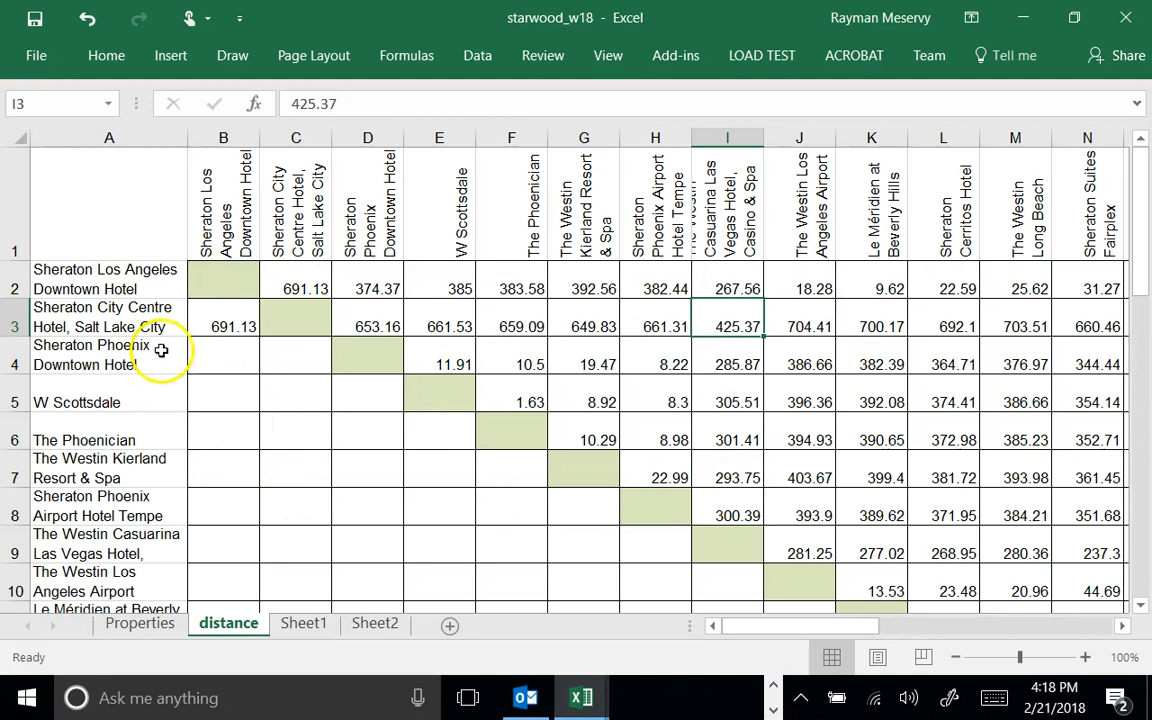 starwood_w18 - Excel
Rayman Meservy
File Home Insert Draw Page Layout Formulas Data Review View Add-ins LOAD TEST ACROBAT Team Tell me Share
I3 fx 425.37
A B C D E F G H I J K L M N
1
Sheraton Los
Angeles
Downtown Hotel
Sheraton City
Centre Hotel,
Salt Lake City
Sheraton
Phoenix
Downtown Hotel
W Scottsdale
The Phoenician
The Westin
Kierland Resort
& Spa
Sheraton
Phoenix Airport
Hotel Tempe
The Westin
Casuarina Las
Vegas Hotel,
Casino & Spa
The Westin Los
Angeles Airport
Le Méridien at
Beverly Hills
Sheraton
Cerritos Hotel
The Westin
Long Beach
Sheraton Suites
Fairplex
Sheraton Los Angeles
2 Downtown Hotel 691.13 374.37 385 383.58 392.56 382.44 267.56 18.28 9.62 22.59 25.62 31.27
Sheraton City Centre
3 Hotel, Salt Lake City 691.13 653.16 661.53 659.09 649.83 661.31 425.37 704.41 700.17 692.1 703.51 660.46
Sheraton Phoenix
4 Downtown Hotel 11.91 10.5 19.47 8.22 285.87 386.66 382.39 364.71 376.97 344.44
5 W Scottsdale 1.63 8.92 8.3 305.51 396.36 392.08 374.41 386.66 354.14
6 The Phoenician 10.29 8.98 301.41 394.93 390.65 372.98 385.23 352.71
The Westin Kierland
7 Resort & Spa 22.99 293.75 403.67 399.4 381.72 393.98 361.45
Sheraton Phoenix
8 Airport Hotel Tempe 300.39 393.9 389.62 371.95 384.21 351.68
The Westin Casuarina
9 Las Vegas Hotel, 281.25 277.02 268.95 280.36 237.3
The Westin Los
10 Angeles Airport 13.53 23.48 20.96 44.69
Le Méridien at Beverly
Properties distance Sheet1 Sheet2
Ready 100%
Ask me anything
4:18 PM
2/21/2018
2